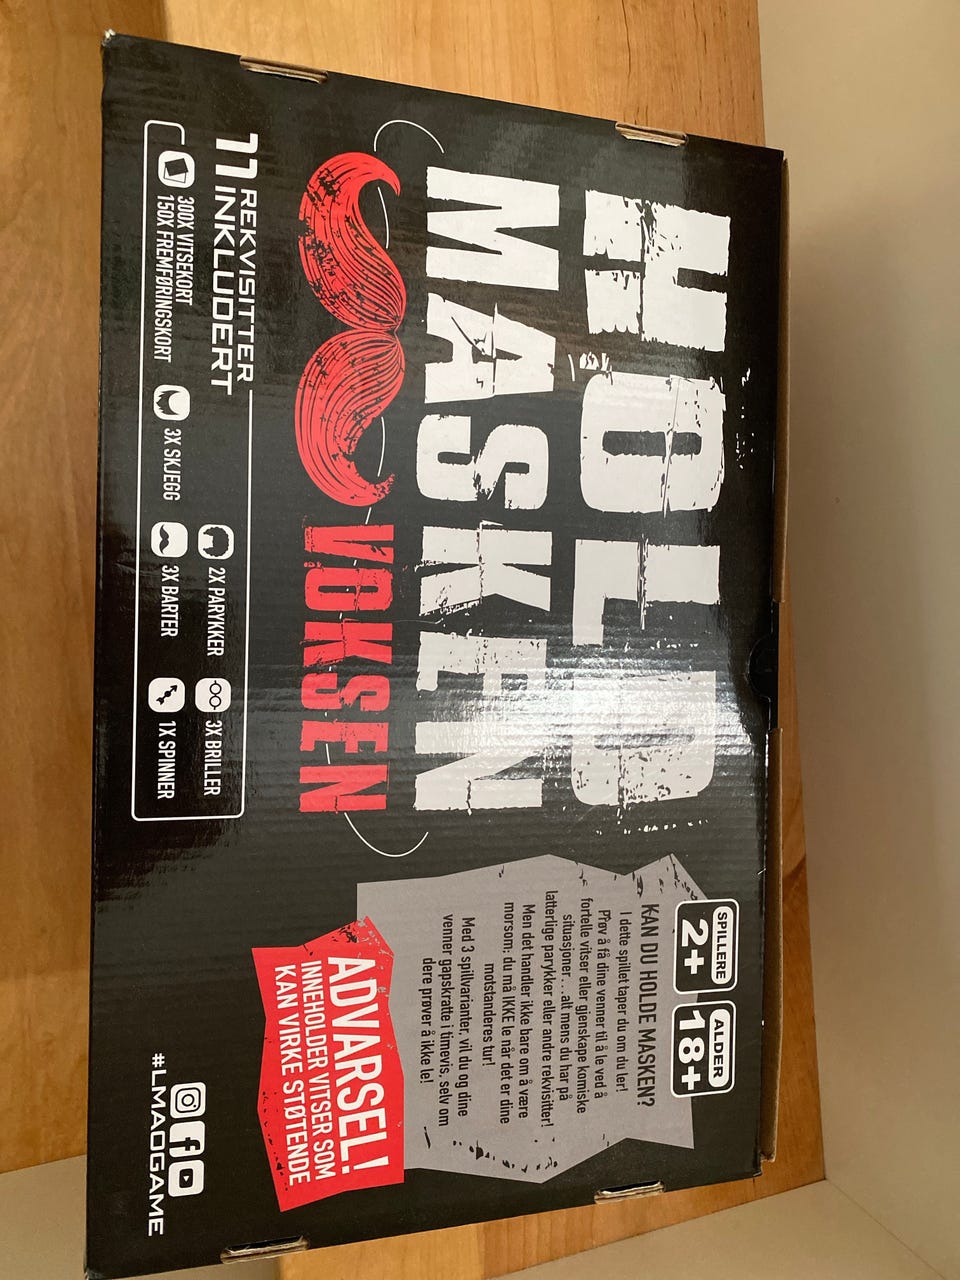 HOLD
MASKEN
VOKSEN
SPILLERE
2+
ALDER
18+
KAN DU HOLDE MASKEN?
I dette spillet taper du om du ler!
Prøv å få dine venner til å le ved å
fortelle vitser eller gjenskape komiske
situasjoner...alt mens du har på
latterlige parykker eller andre rekvisitter!
Men det handler ikke bare om å være
morsom: du må IKKE le når det er dine
motstanderes tur!
Med 3 spillvarianter, vil du og dine
venner gapskratte i timevis, selv om
dere prøver å ikke le!
ADVARSEL!
INNEHOLDER VITSER SOM
KAN VIRKE STØTENDE
11 REKVISITTER
INKLUDERT
2X PARYKKER
3X BRILLER
300X VITSEKORT
150X FREMFØRINGSKORT
3X SKJEGG
3X BARTER
1X SPINNER
#LMAOGAME